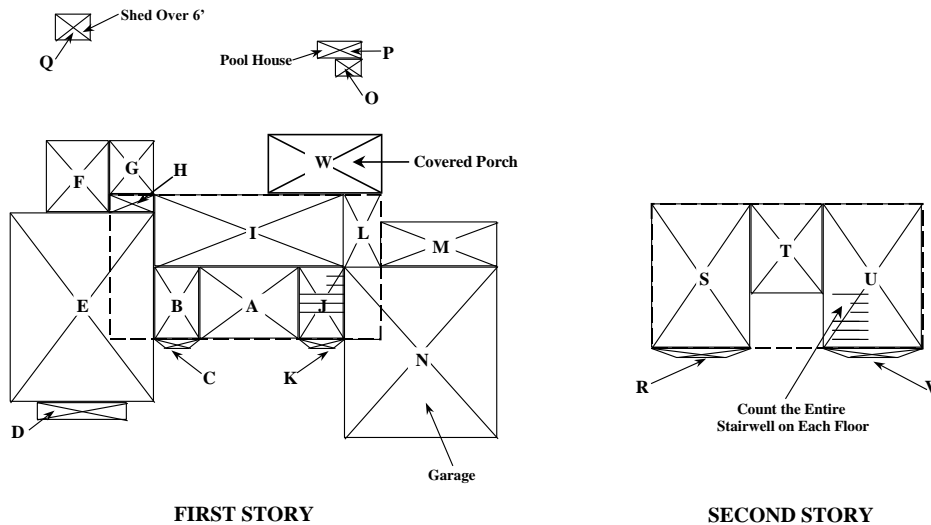 Shed Over 6’
Q
Pool House
P
O
F
G
H
W
Covered Porch
I
L
M
E
B
A
J
S
T
U
N
C
K
R
V
D
Count the Entire
Stairwell on Each Floor
Garage
FIRST STORY
SECOND STORY